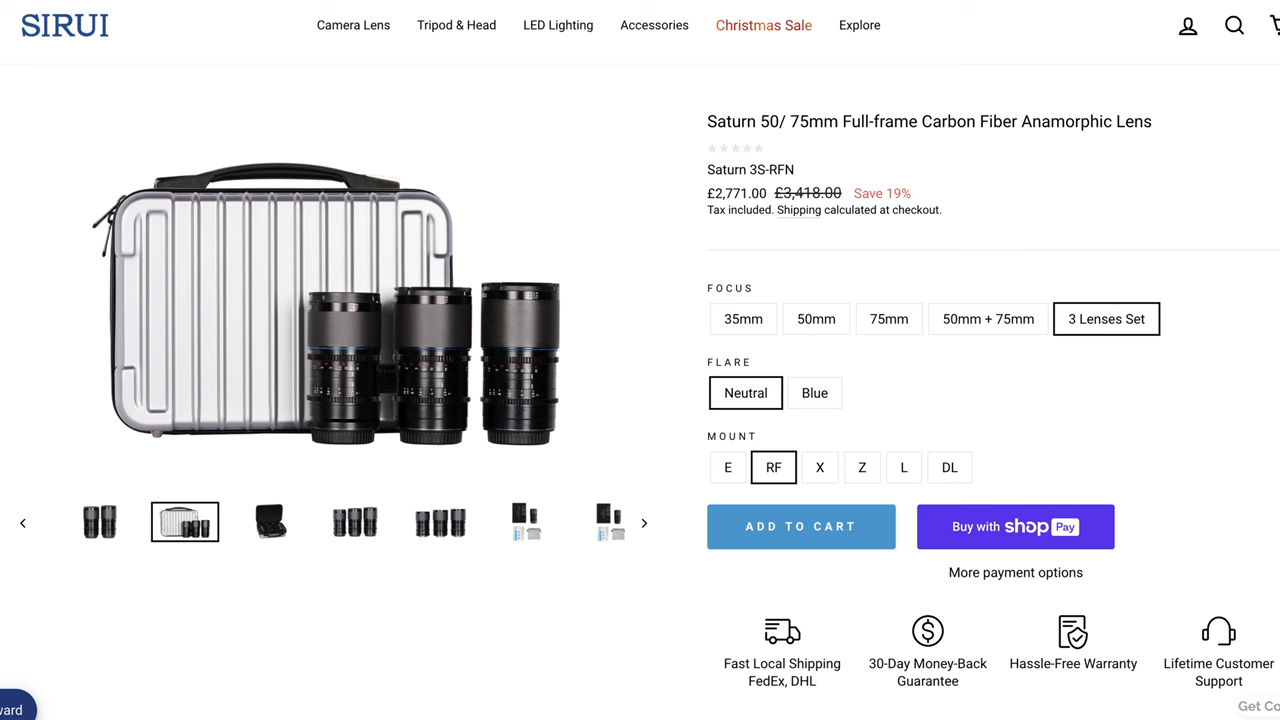 SIRUI
Camera Lens Tripod & Head LED Lighting Accessories Christmas Sale Explore
Saturn 50/ 75mm Full-frame Carbon Fiber Anamorphic Lens
Saturn 3S-RFN
£2,771.00 £3,418.00 Save 19%
Tax included. Shipping calculated at checkout.
FOCUS
35mm 50mm 75mm 50mm + 75mm 3 Lenses Set
FLARE
Neutral Blue
MOUNT
E RF X Z L DL
ADD TO CART Buy with shop Pay
More payment options
Fast Local Shipping FedEx, DHL
30-Day Money-Back Guarantee
Hassle-Free Warranty
Lifetime Customer Support
ward
Get Co